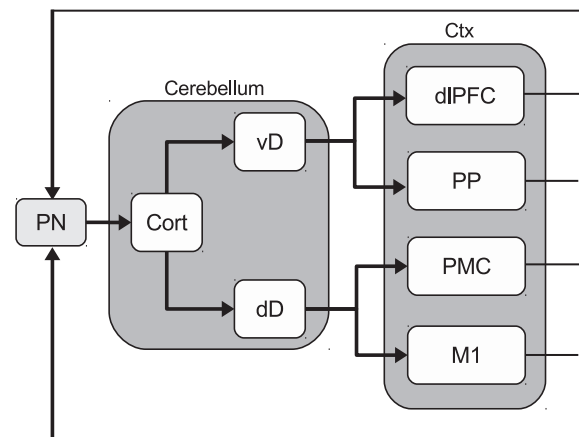 Ctx
Cerebellum
dlPFC
vD
PP
PN
Cort
PMC
dD
M1